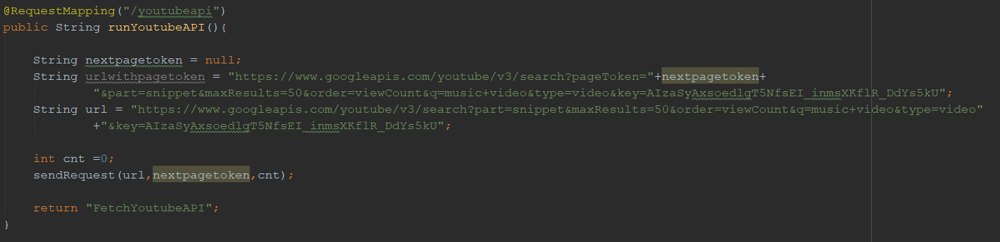 @RequestMapping("/youtubeapi")
public String runYoutubeAPI(){
String nextpagetoken = null;
String urlwithpagetoken = "https://www.googleapis.com/youtube/v3/search?pageToken="+nextpagetoken+
"&part=snippet&maxResults=50&order=viewCount&q=music+video&type=video&key=AIzaSyAxsoedlgT5NfsEI_inmsXKflR_DdYs5kU";
String url = "https://www.googleapis.com/youtube/v3/search?part=snippet&maxResults=50&order=viewCount&q=music+video&type=video"
+"&key=AIzaSyAxsoedlgT5NfsEI_inmsXKflR_DdYs5kU";
int cnt =0;
sendRequest(url,nextpagetoken,cnt);
return "FetchYoutubeAPI";
}